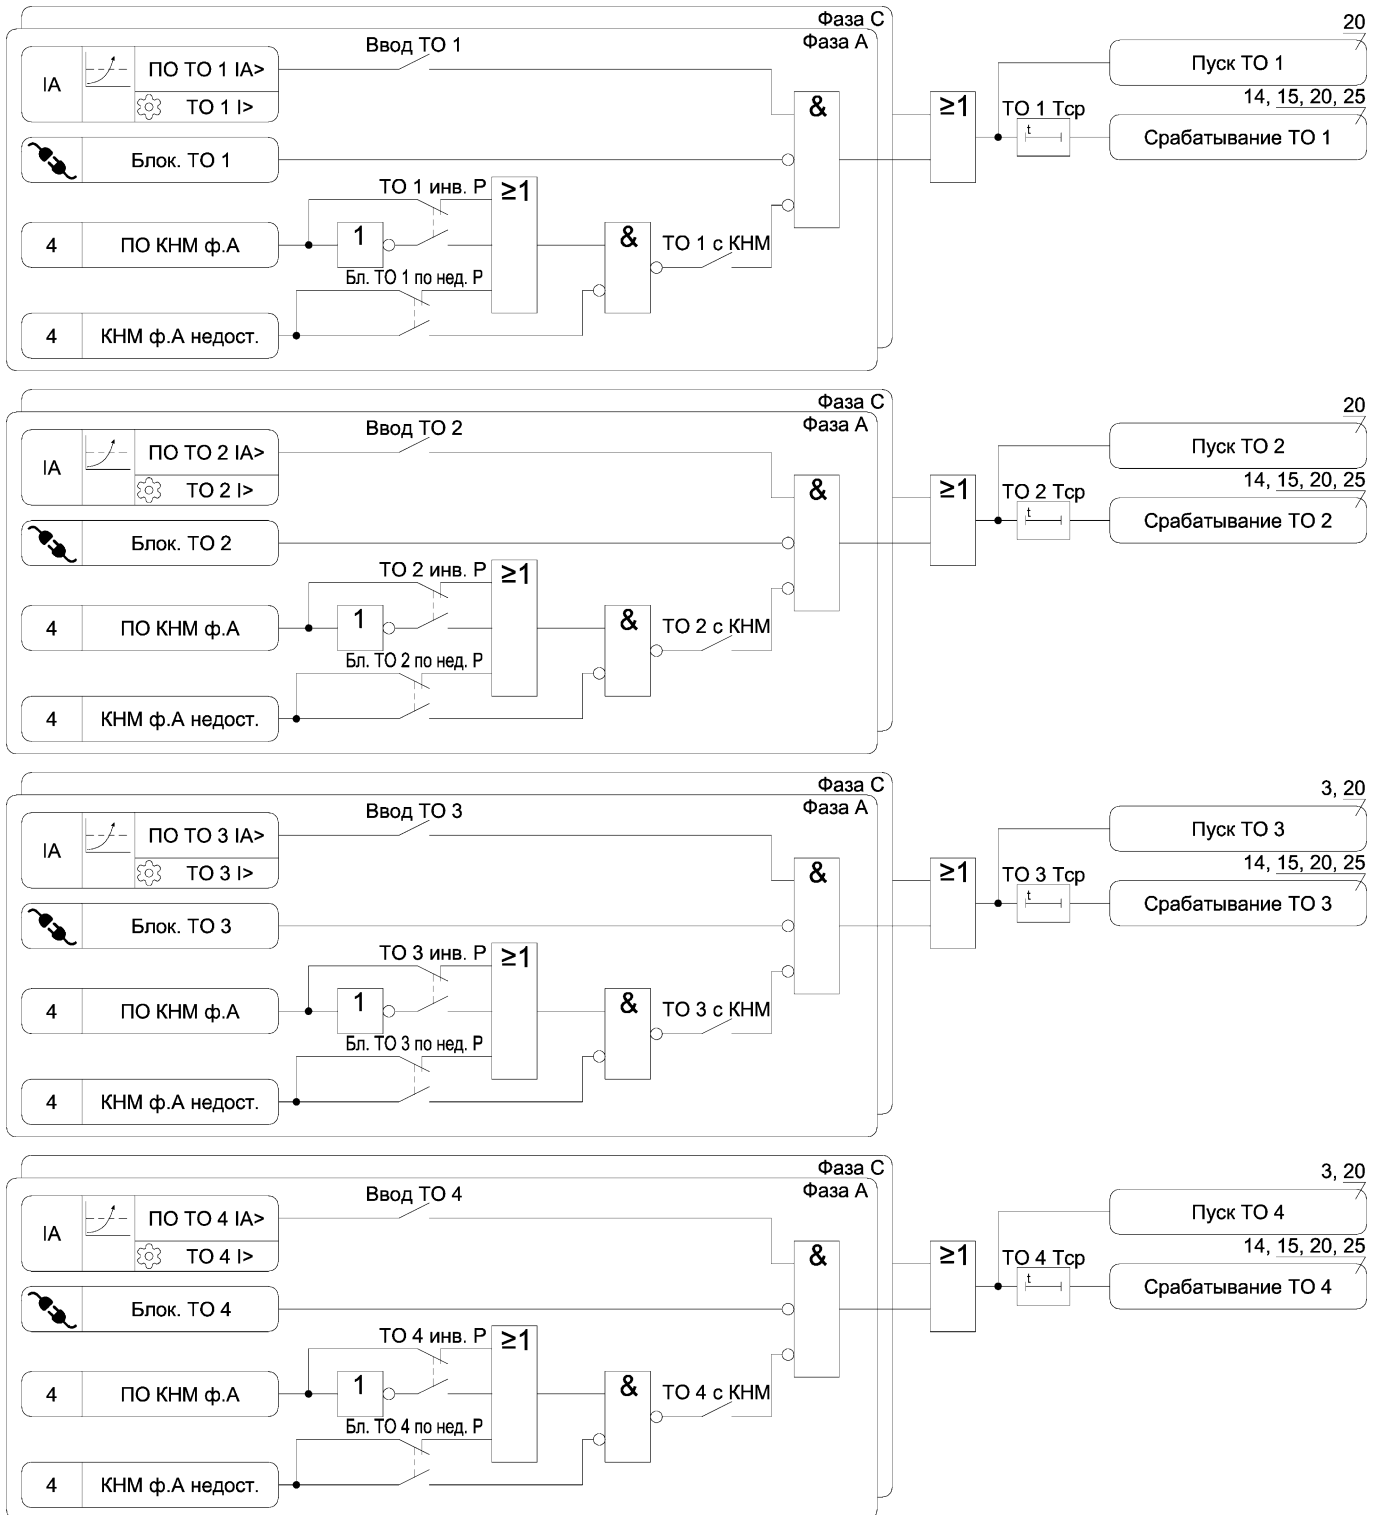 Фаза С
Фаза А
Ввод ТО 1
IA
ПО ТО 1 IA>
ТО 1 I>
Блок. ТО 1
ТО 1 инв. Р
4
ПО КНМ ф.А
1
≥1
&
ТО 1 с КНМ
Бл. ТО 1 по нед. Р
4
КНМ ф.А недост.
&
≥1
ТО 1 Тср
t
20
Пуск ТО 1
14, 15, 20, 25
Срабатывание ТО 1
Фаза С
Фаза А
Ввод ТО 2
IA
ПО ТО 2 IA>
ТО 2 I>
Блок. ТО 2
ТО 2 инв. Р
4
ПО КНМ ф.А
1
≥1
&
ТО 2 с КНМ
Бл. ТО 2 по нед. Р
4
КНМ ф.А недост.
&
≥1
ТО 2 Тср
t
20
Пуск ТО 2
14, 15, 20, 25
Срабатывание ТО 2
Фаза С
Фаза А
Ввод ТО 3
IA
ПО ТО 3 IA>
ТО 3 I>
Блок. ТО 3
ТО 3 инв. Р
4
ПО КНМ ф.А
1
≥1
&
ТО 3 с КНМ
Бл. ТО 3 по нед. Р
4
КНМ ф.А недост.
&
≥1
ТО 3 Тср
t
3, 20
Пуск ТО 3
14, 15, 20, 25
Срабатывание ТО 3
Фаза С
Фаза А
Ввод ТО 4
IA
ПО ТО 4 IA>
ТО 4 I>
Блок. ТО 4
ТО 4 инв. Р
4
ПО КНМ ф.А
1
≥1
&
ТО 4 с КНМ
Бл. ТО 4 по нед. Р
4
КНМ ф.А недост.
&
≥1
ТО 4 Тср
t
3, 20
Пуск ТО 4
14, 15, 20, 25
Срабатывание ТО 4